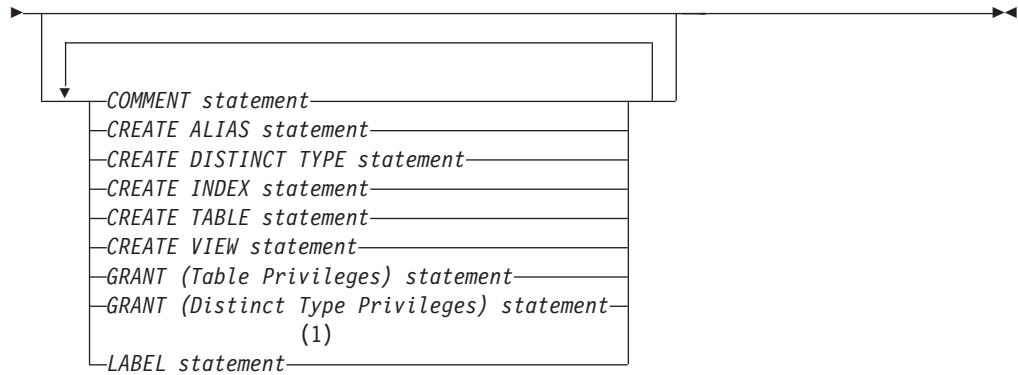 COMMENT statement
CREATE ALIAS statement
CREATE DISTINCT TYPE statement
CREATE INDEX statement
CREATE TABLE statement
CREATE VIEW statement
GRANT (Table Privileges) statement
GRANT (Distinct Type Privileges) statement
(1)
LABEL statement